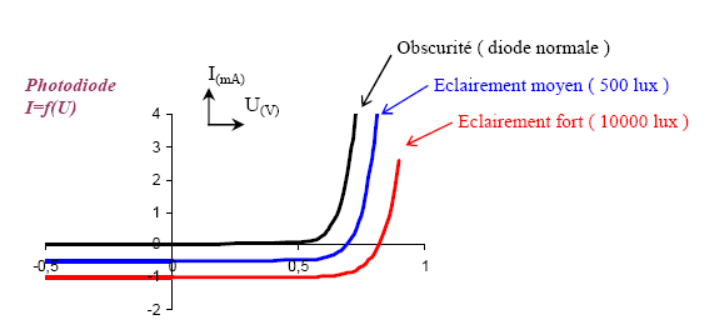 Obscurité ( diode normale )
Photodiode
I=f(U)
I(mA)
U(V)
Eclairement moyen ( 500 lux )
Eclairement fort ( 10000 lux )
4
3
2
1
0
-0,5
0
0,5
1
-1
-2